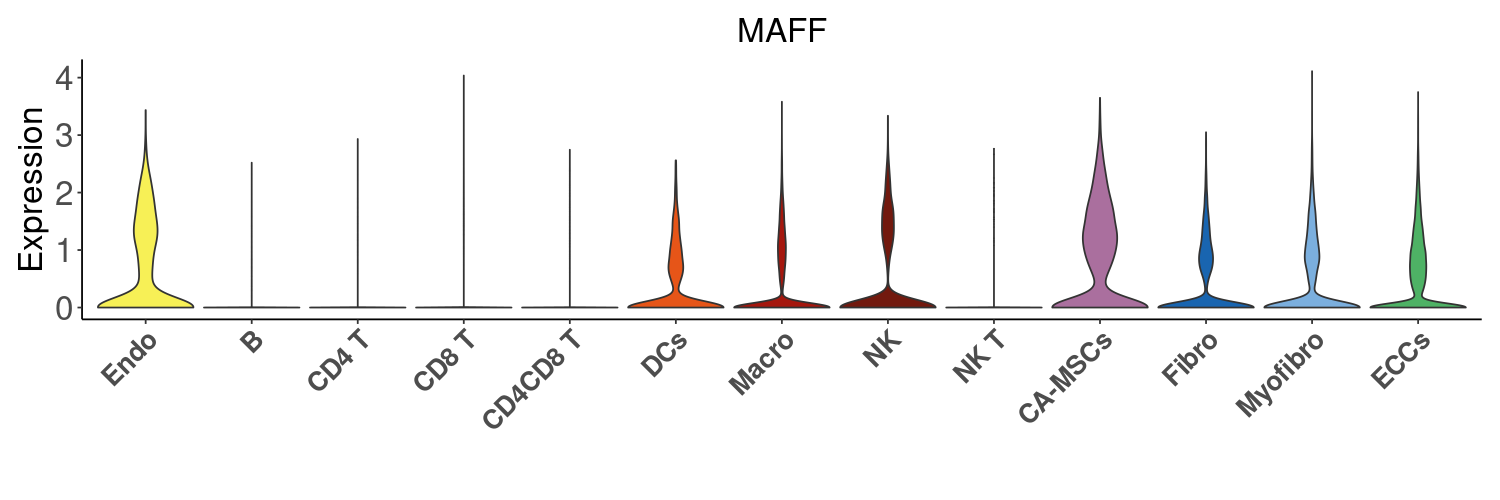 MAFF
Expression
4
3
2
1
0
Endo
B
CD4 T
CD8 T
CD4CD8 T
DCs
Macro
NK
NK T
CA-MSCs
Fibro
Myofibro
ECCs